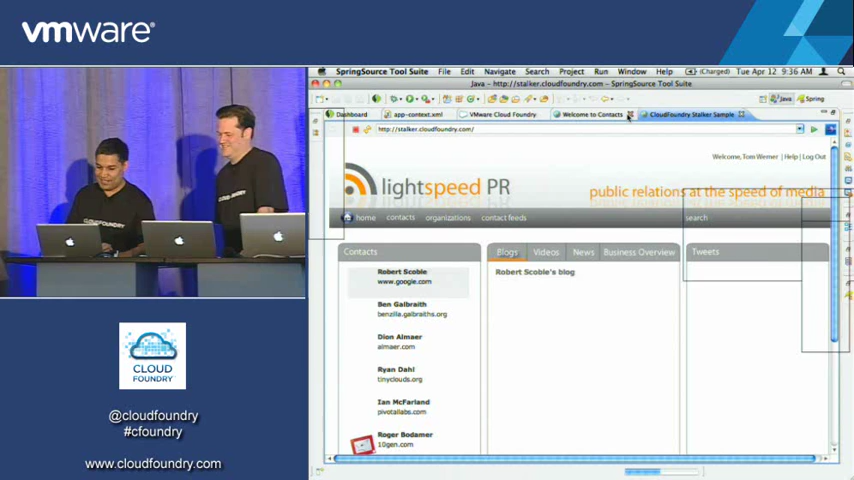 vmware®
SpringSource Tool Suite File Edit Navigate Search Project Run Window Help (Charged) Tue Apr 12 9:36 AM
Java – http://stalker.cloudfoundry.com/ – SpringSource Tool Suite
Java Spring
Dashboard app-context.xml VMware Cloud Foundry Welcome to Contacts CloudFoundry Stalker Sample
http://stalker.cloudfoundry.com/
Welcome, Tom Werner | Help | Log Out
lightspeed PR
public relations at the speed of media
home contacts organizations contact feeds search
Contacts
Robert Scoble
www.google.com
Ben Galbraith
benzilla.galbraiths.org
Dion Almaer
almaer.com
Ryan Dahl
tinyclouds.org
Ian McFarland
pivotallabs.com
Roger Bodamer
10gen.com
Blogs Videos News Business Overview
Robert Scoble's blog
Tweets
CLOUDFOUNDRY
CLOUD FOUNDRY
CLOUD
FOUNDRY
@cloudfoundry
#cfoundry
www.cloudfoundry.com